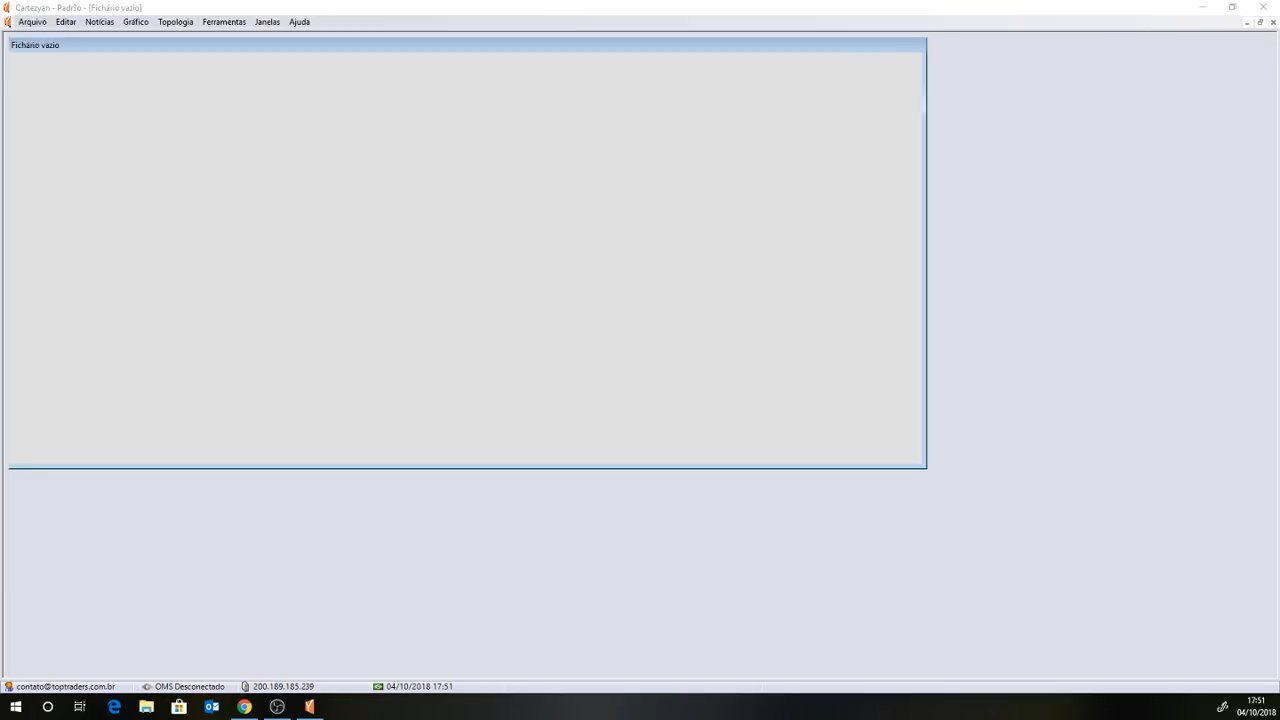 Cartezyan - Padr?o - [Fichário vazio]
Arquivo Editar Notícias Gráfico Topologia Ferramentas Janelas Ajuda
Fichário vazio
contato@toptraders.com.br OMS Desconectado 200.189.185.239 04/10/2018 17:51
17:51
04/10/2018